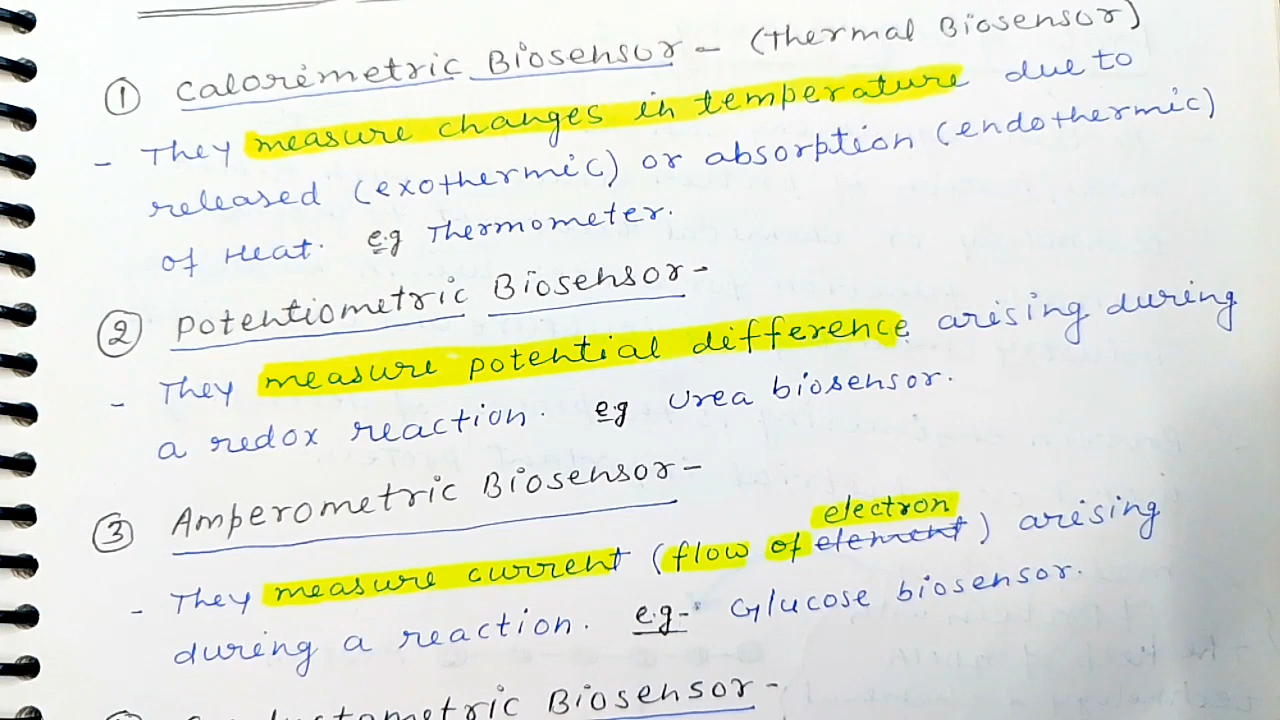 ① Calorimetric Biosensor - (Thermal Biosensor)
- They measure changes in temperature due to
released (exothermic) or absorption (endothermic)
of Heat. e.g Thermometer.
② Potentiometric Biosensor -
- They measure potential difference arising during
a redox reaction. e.g Urea biosensor.
③ Amperometric Biosensor -
electron
- They measure current (flow of element) arising
during a reaction. e.g- Glucose biosensor.
Biosensor -